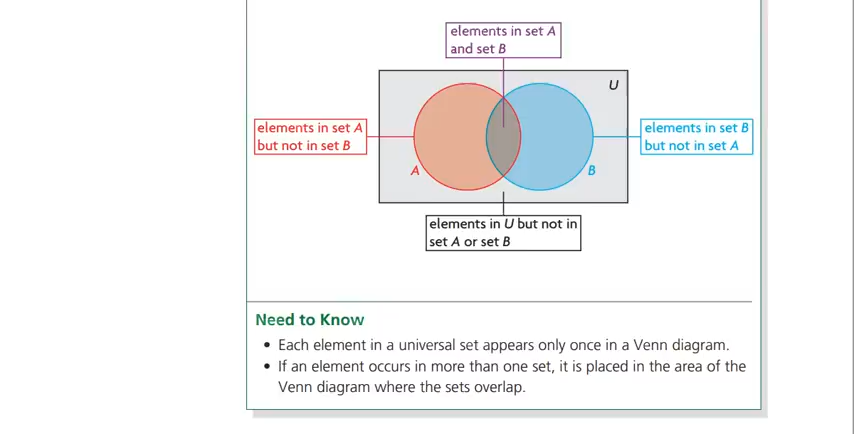 elements in set A
and set B
U
elements in set A
but not in set B
elements in set B
but not in set A
A
B
elements in U but not in
set A or set B
Need to Know
• Each element in a universal set appears only once in a Venn diagram.
• If an element occurs in more than one set, it is placed in the area of the
Venn diagram where the sets overlap.